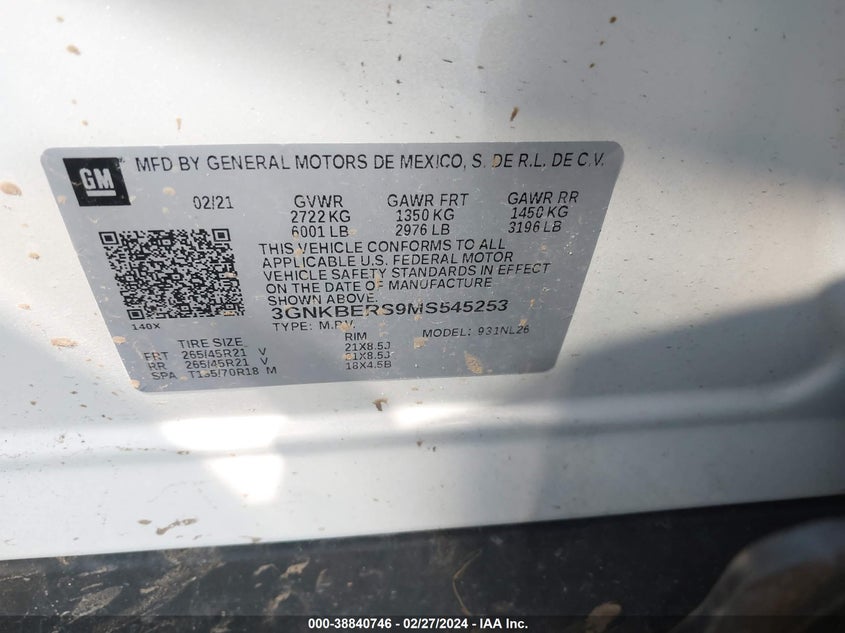 GM
MFD BY GENERAL MOTORS DE MEXICO, S. DE R.L. DE C.V.
02/21 GVWR GAWR FRT GAWR RR
2722 KG 1350 KG 1450 KG
6001 LB 2976 LB 3196 LB
THIS VEHICLE CONFORMS TO ALL
APPLICABLE U.S. FEDERAL MOTOR
VEHICLE SAFETY STANDARDS IN EFFECT
ON THE DATE OF MANUFACTURE
SHOWN ABOVE.
140X
3GNKBERS9MS545253
TYPE: M.P.V. MODEL: 931NL26
TIRE SIZE RIM
FRT 265/45R21 V 21X8.5J
RR 265/45R21 V 21X8.5J
SPA T135/70R18 M 18X4.5B
000-38840746 - 02/27/2024 - IAA Inc.